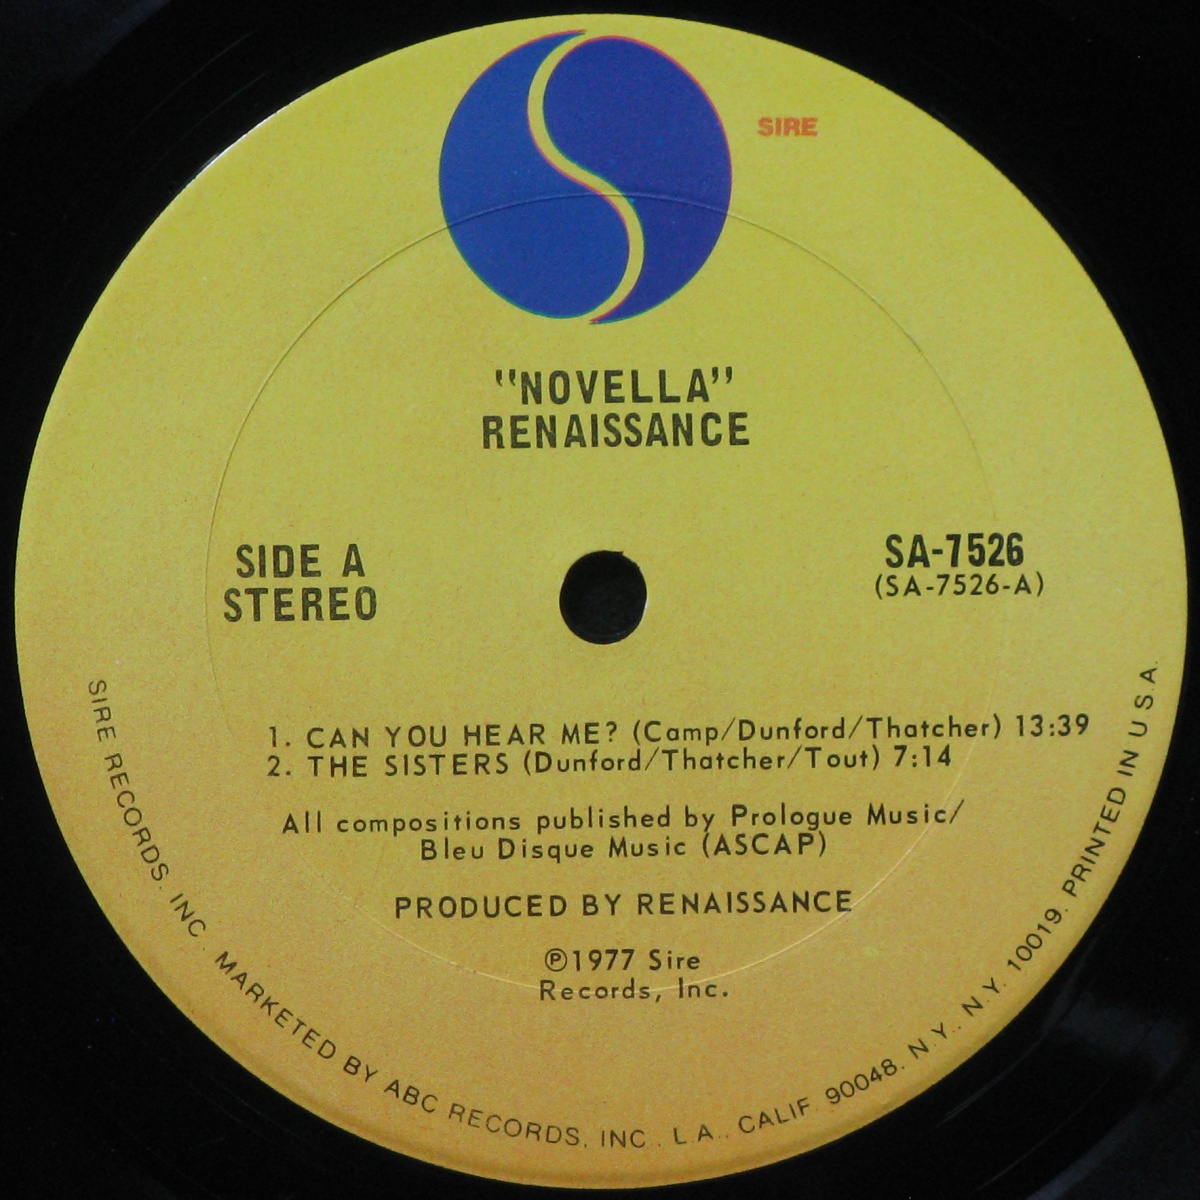 SIRE
"NOVELLA"
RENAISSANCE
SIDE A
STEREO
SA-7526
(SA-7526-A)
1. CAN YOU HEAR ME? (Camp/Dunford/Thatcher) 13:39
2. THE SISTERS (Dunford/Thatcher/Tout) 7:14
All compositions published by Prologue Music/
Bleu Disque Music (ASCAP)
PRODUCED BY RENAISSANCE
℗1977 Sire
Records, Inc.
SIRE RECORDS, INC. MARKETED BY ABC RECORDS, INC., L.A., CALIF. 90048. N.Y., N.Y. 10019. PRINTED IN U.S.A.